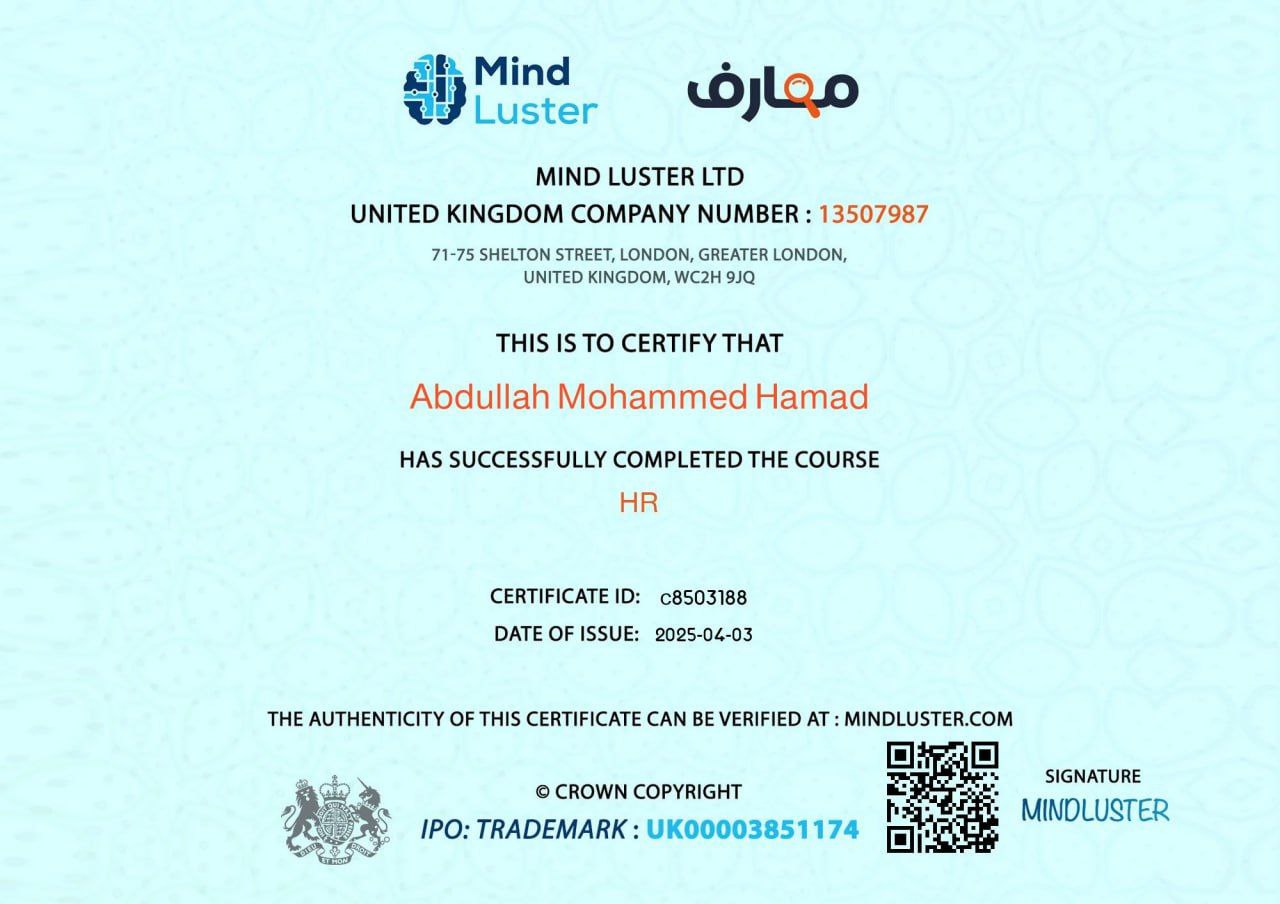 Mind
Luster
معارف
MIND LUSTER LTD
UNITED KINGDOM COMPANY NUMBER : 13507987
71-75 SHELTON STREET, LONDON, GREATER LONDON,
UNITED KINGDOM, WC2H 9JQ
THIS IS TO CERTIFY THAT
Abdullah Mohammed Hamad
HAS SUCCESSFULLY COMPLETED THE COURSE
HR
CERTIFICATE ID: c8503188
DATE OF ISSUE: 2025-04-03
THE AUTHENTICITY OF THIS CERTIFICATE CAN BE VERIFIED AT : MINDLUSTER.COM
© CROWN COPYRIGHT
IPO: TRADEMARK : UK00003851174
SIGNATURE
MINDLUSTER
DIEU ET MON DROIT